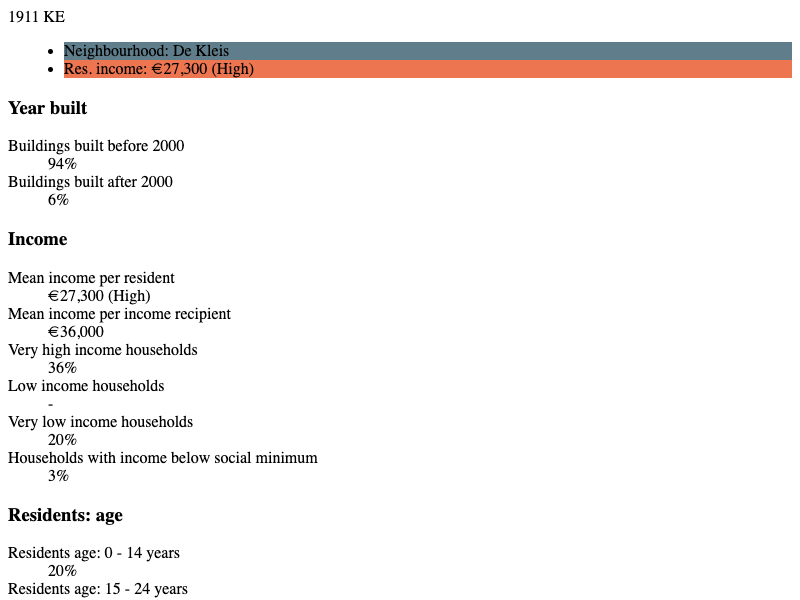 1911 KE
Neighbourhood: De Kleis
Res. income: €27,300 (High)
Year built
Buildings built before 2000
94%
Buildings built after 2000
6%
Income
Mean income per resident
€27,300 (High)
Mean income per income recipient
€36,000
Very high income households
36%
Low income households
-
Very low income households
20%
Households with income below social minimum
3%
Residents: age
Residents age: 0 - 14 years
20%
Residents age: 15 - 24 years